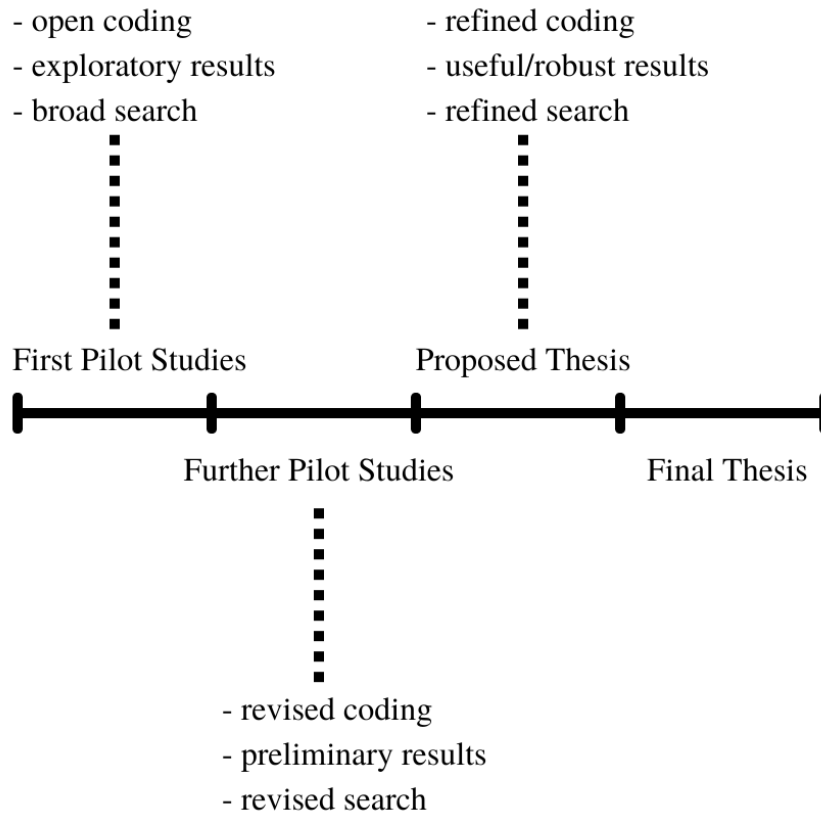 - open coding
- exploratory results
- broad search
- refined coding
- useful/robust results
- refined search
First Pilot Studies
Proposed Thesis
Further Pilot Studies
Final Thesis
- revised coding
- preliminary results
- revised search